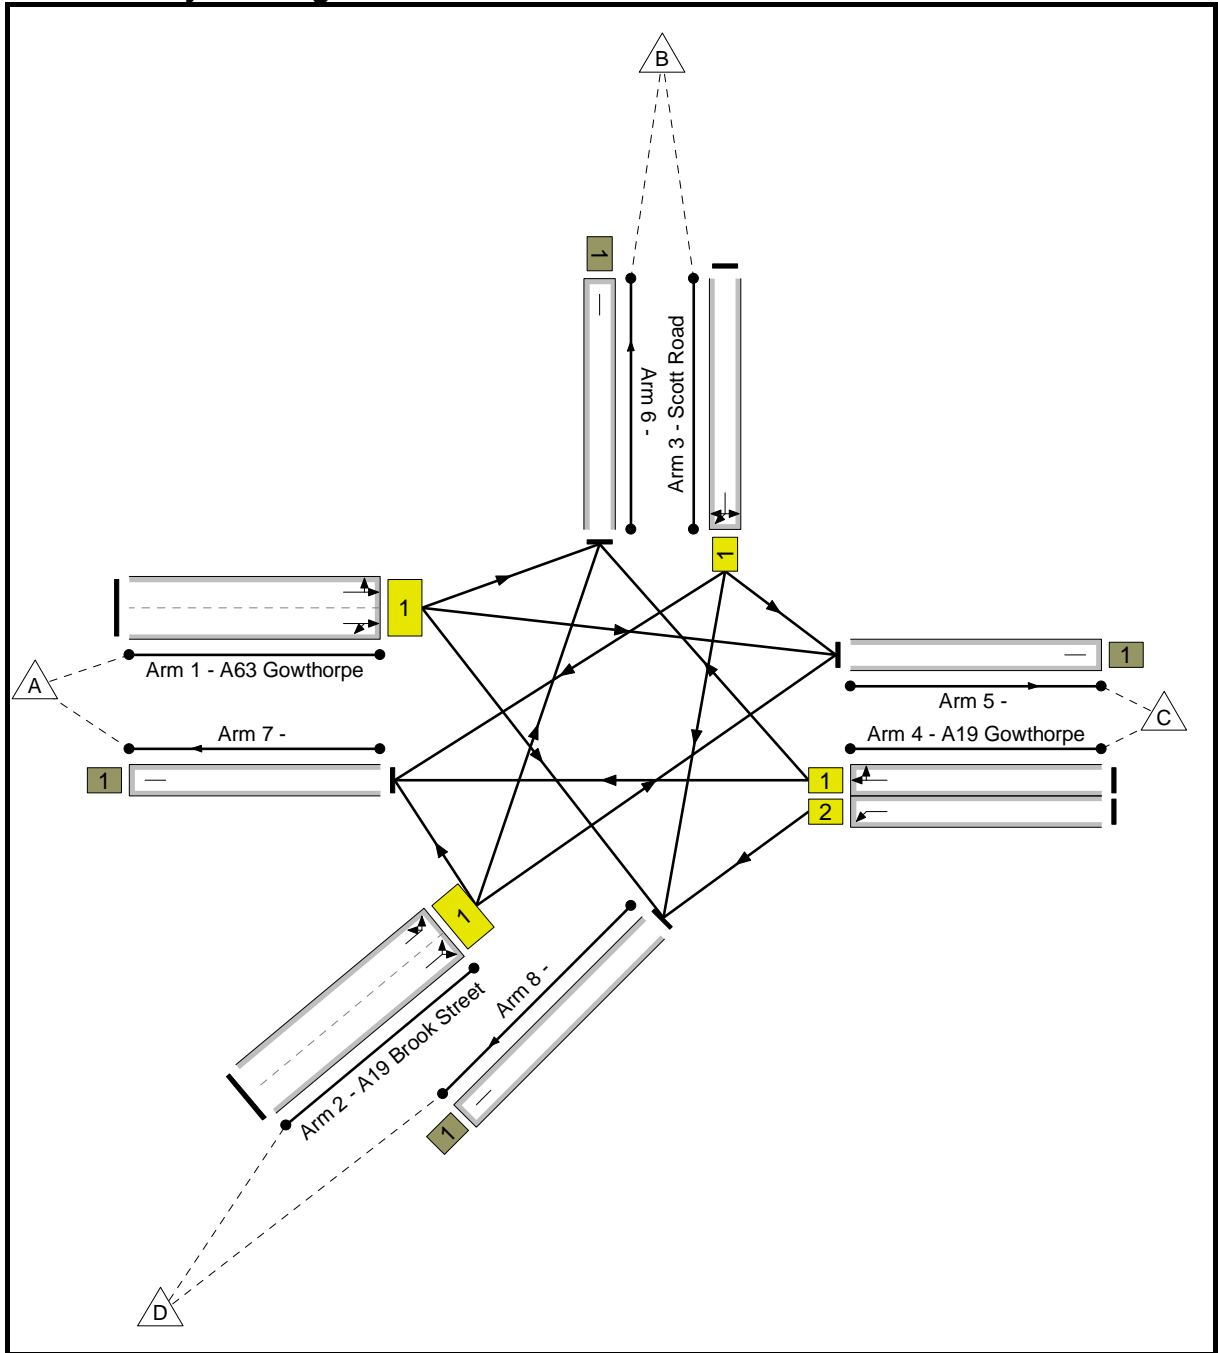 B
1
Arm 6 -
Arm 3 - Scott Road
1
1
Arm 1 - A63 Gowthorpe
A
Arm 7 -
1
1
Arm 5 -
C
Arm 4 - A19 Gowthorpe
1
2
1
Arm 2 - A19 Brook Street
Arm 8 -
1
D